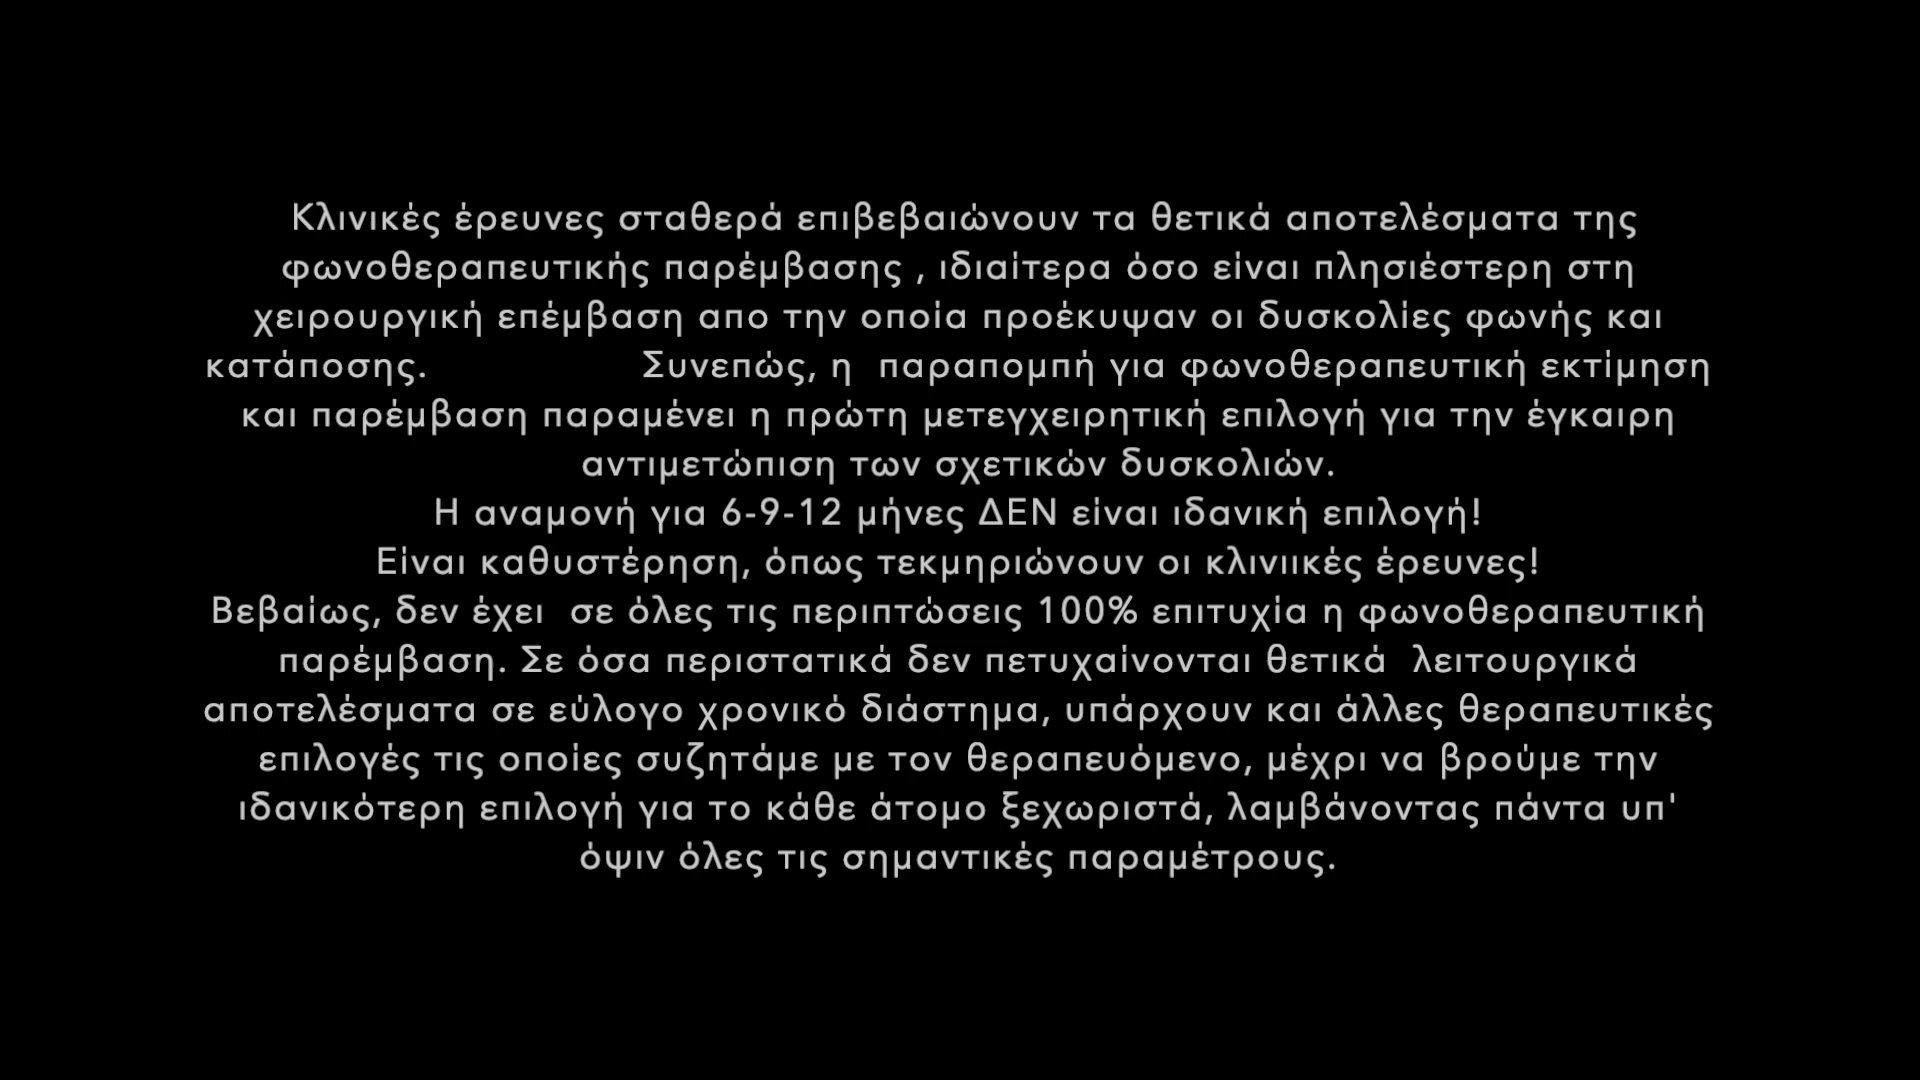 Κλινικές έρευνες σταθερά επιβεβαιώνουν τα θετικά αποτελέσματα της
φωνοθεραπευτικής παρέμβασης , ιδιαίτερα όσο είναι πλησιέστερη στη
χειρουργική επέμβαση απο την οποία προέκυψαν οι δυσκολίες φωνής και
κατάποσης. Συνεπώς, η  παραπομπή για φωνοθεραπευτική εκτίμηση
και παρέμβαση παραμένει η πρώτη μετεγχειρητική επιλογή για την έγκαιρη
αντιμετώπιση των σχετικών δυσκολιών.
Η αναμονή για 6-9-12 μήνες ΔΕΝ είναι ιδανική επιλογή!
Είναι καθυστέρηση, όπως τεκμηριώνουν οι κλινιικές έρευνες!
Βεβαίως, δεν έχει  σε όλες τις περιπτώσεις 100% επιτυχία η φωνοθεραπευτική
παρέμβαση. Σε όσα περιστατικά δεν πετυχαίνονται θετικά  λειτουργικά
αποτελέσματα σε εύλογο χρονικό διάστημα, υπάρχουν και άλλες θεραπευτικές
επιλογές τις οποίες συζητάμε με τον θεραπευόμενο, μέχρι να βρούμε την
ιδανικότερη επιλογή για το κάθε άτομο ξεχωριστά, λαμβάνοντας πάντα υπ'
όψιν όλες τις σημαντικές παραμέτρους.